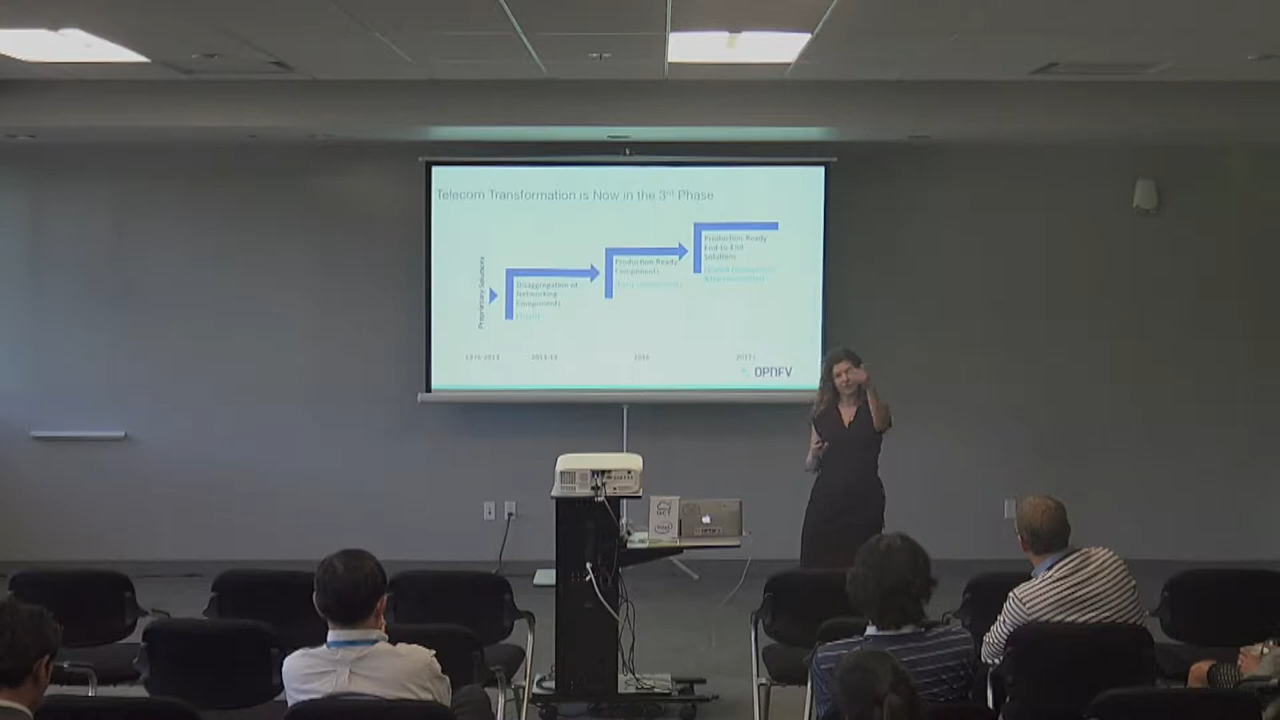 Telecom Transformation is Now in the 3rd Phase
Proprietary Solutions
Disaggregation of
Networking
Components
Production Ready
Components
Production-Ready
End-to-End
Solutions
2016
OPNFV
intel